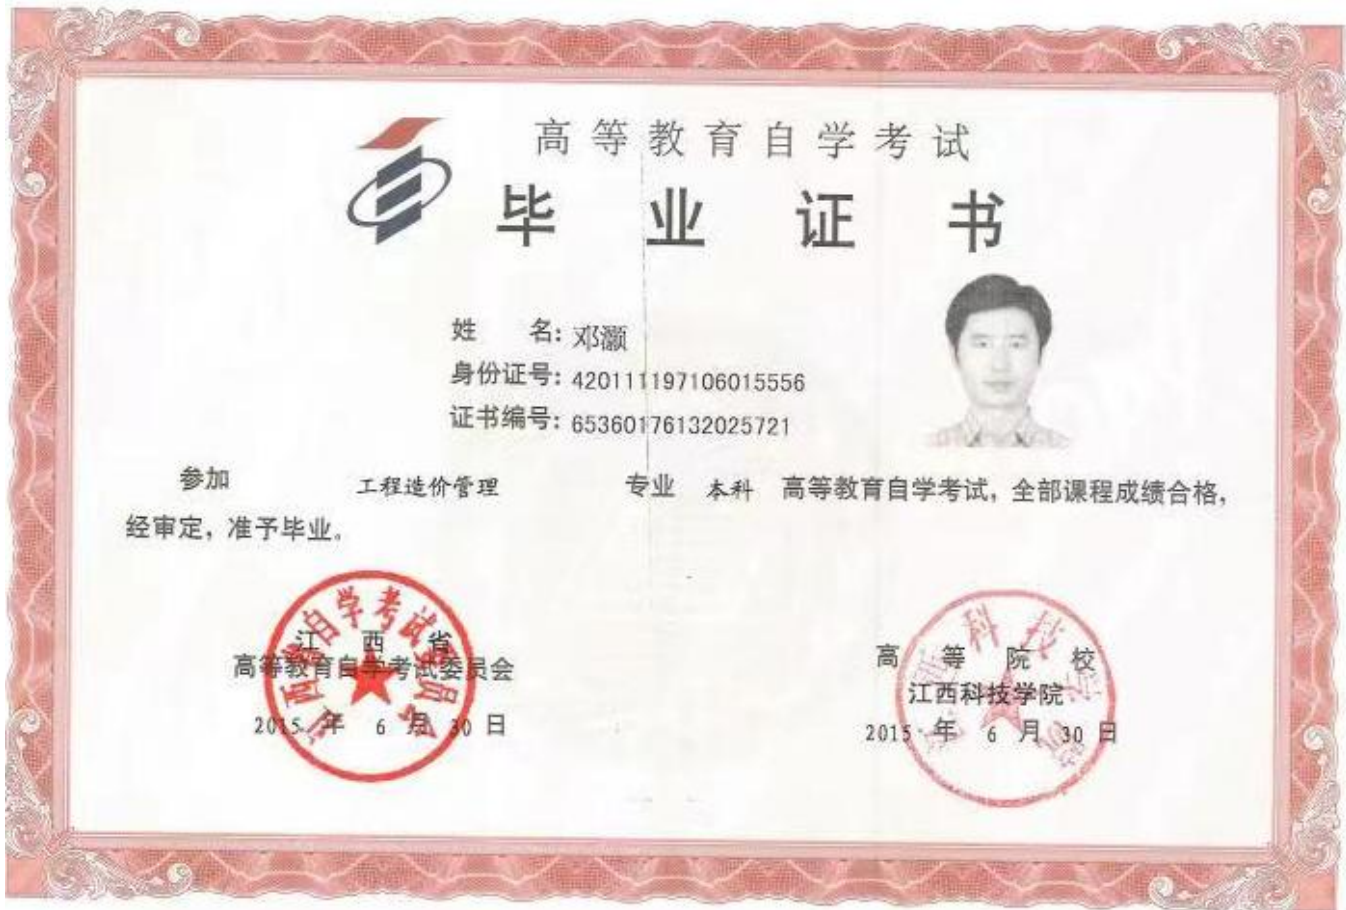 高等教育自学考试
毕业证书
姓 名: 邓灏
身份证号: 420111197106015556
证书编号: 65360176132025721
参加 工程造价管理 专业 本科 高等教育自学考试, 全部课程成绩合格,
经审定, 准予毕业。
江西省
高等教育自学考试委员会
2015 年 6 月 30 日
高等院校
江西科技学院
2015 年 6 月 30 日